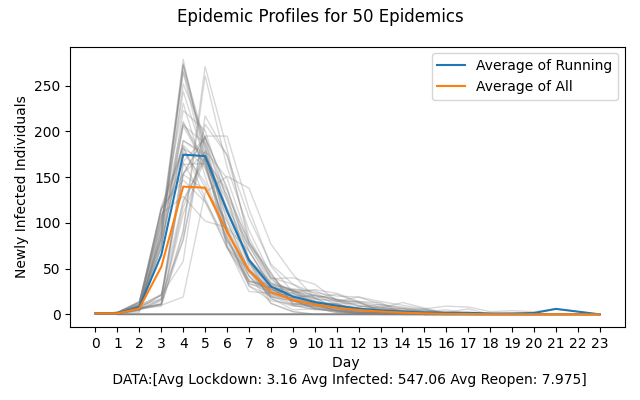 Epidemic Profiles for 50 Epidemics
Average of Running
Average of All
Newly Infected Individuals
250
200
150
100
50
0
0 1 2 3 4 5 6 7 8 9 10 11 12 13 14 15 16 17 18 19 20 21 22 23
Day
DATA:[Avg Lockdown: 3.16 Avg Infected: 547.06 Avg Reopen: 7.975]